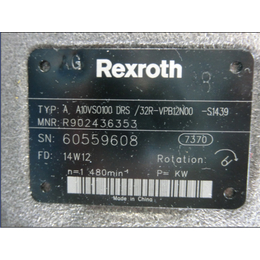 AG
Rexroth
TYP: A A10VSO100 DRS /32R-VPB12N00 -S1439
MNR: R902436353
SN: 60559608 7370
FD: 14W12 Rotation:
n=1 480min⁻¹ P= KW
Made in China